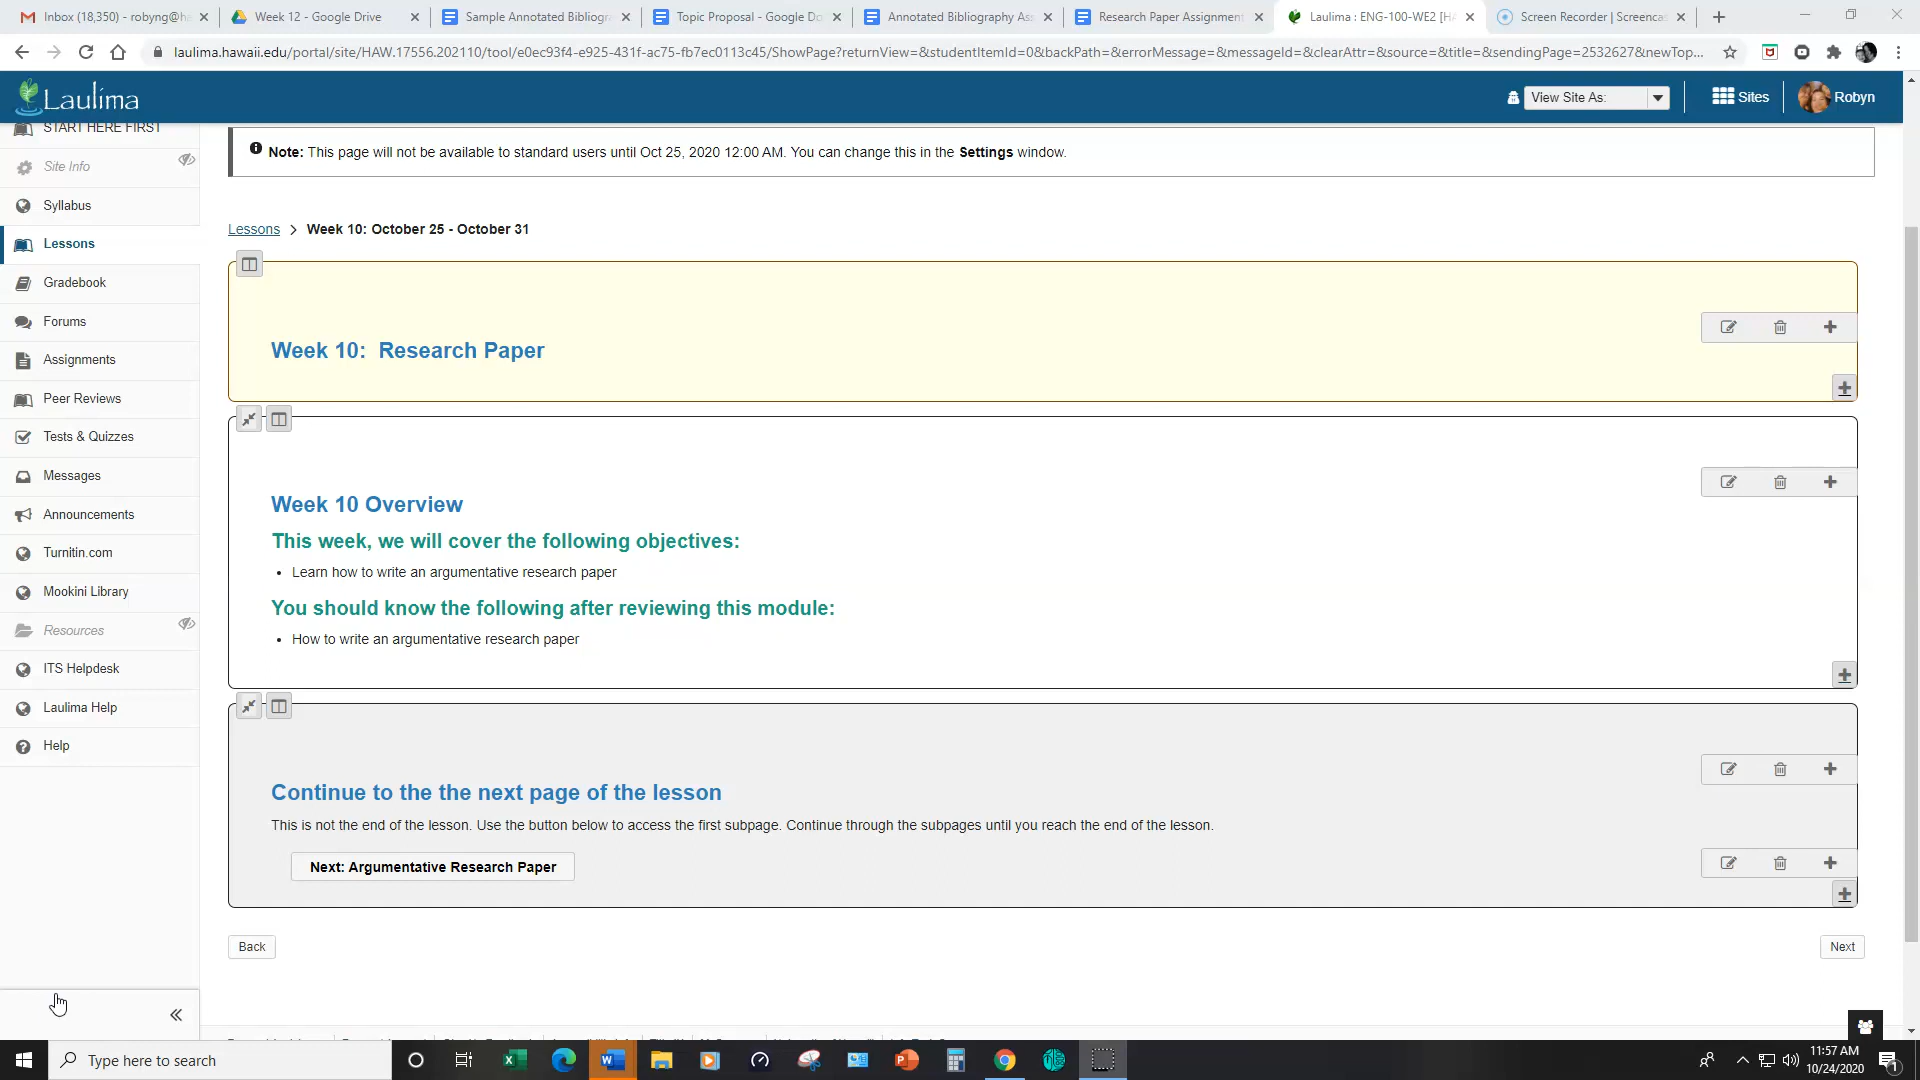 Inbox (18,350) - robyng@ha
Week 12 - Google Drive
Sample Annotated Bibliogra
Topic Proposal - Google Do
Annotated Bibliography Ass
Research Paper Assignment
Laulima : ENG-100-WE2 [HA
Screen Recorder | Screencas
laulima.hawaii.edu/portal/site/HAW.17556.202110/tool/e0ec93f4-e925-431f-ac75-fb7ec0113c45/ShowPage?returnView=&studentItemId=0&backPath=&errorMessage=&messageId=&clearAttr=&source=&title=&sendingPage=2532627&newTop...
Laulima
View Site As:
Sites
Robyn
START HERE FIRST
Site Info
Syllabus
Lessons
Gradebook
Forums
Assignments
Peer Reviews
Tests & Quizzes
Messages
Announcements
Turnitin.com
Mookini Library
Resources
ITS Helpdesk
Laulima Help
Help
Note: This page will not be available to standard users until Oct 25, 2020 12:00 AM. You can change this in the Settings window.
Lessons > Week 10: October 25 - October 31
Week 10: Research Paper
Week 10 Overview
This week, we will cover the following objectives:
• Learn how to write an argumentative research paper
You should know the following after reviewing this module:
• How to write an argumentative research paper
Continue to the the next page of the lesson
This is not the end of the lesson. Use the button below to access the first subpage. Continue through the subpages until you reach the end of the lesson.
Next: Argumentative Research Paper
Back
Next
Type here to search
11:57 AM
10/24/2020
1